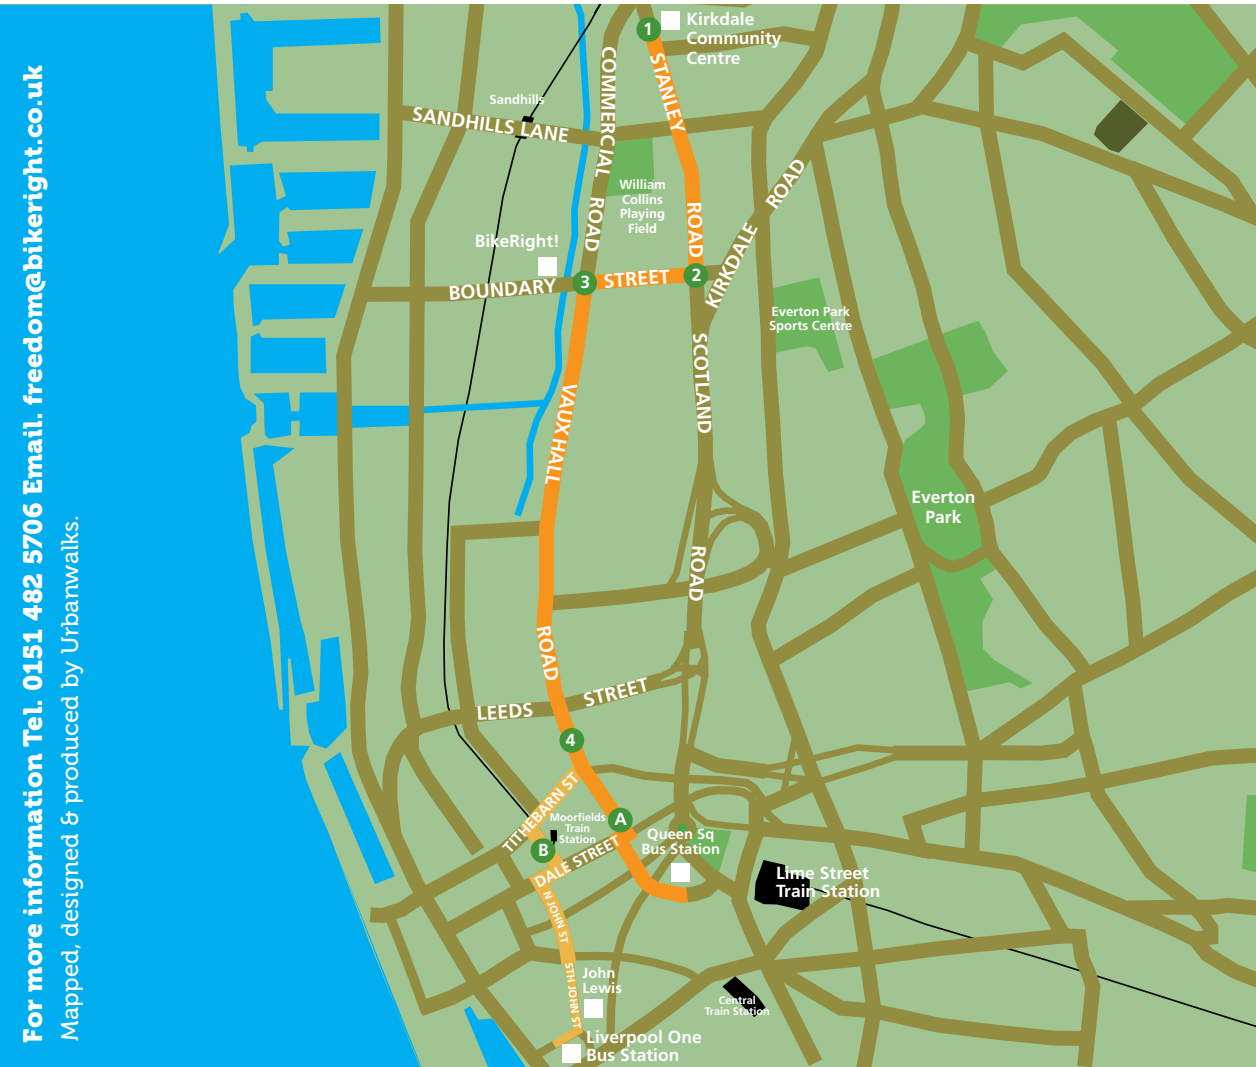 For more information Tel. 0151 482 5706 Email. freedom@bikeright.co.uk
Mapped, designed & produced by Urbanwalks.
1
Kirkdale
Community
Centre
STANLEY
ROAD
COMMERCIAL
ROAD
Sandhills
SANDHILLS LANE
William
Collins
Playing
Field
KIRKDALE
ROAD
BikeRight!
BOUNDARY
3
STREET
2
Everton Park
Sports Centre
SCOTLAND
ROAD
VAUXHALL
ROAD
Everton
Park
LEEDS
STREET
4
TITHEBARN ST
Moorfields
Train
Station
A
B
DALE STREET
Queen Sq
Bus Station
Lime Street
Train Station
N JOHN ST
STH JOHN ST
John
Lewis
Central
Train Station
Liverpool One
Bus Station